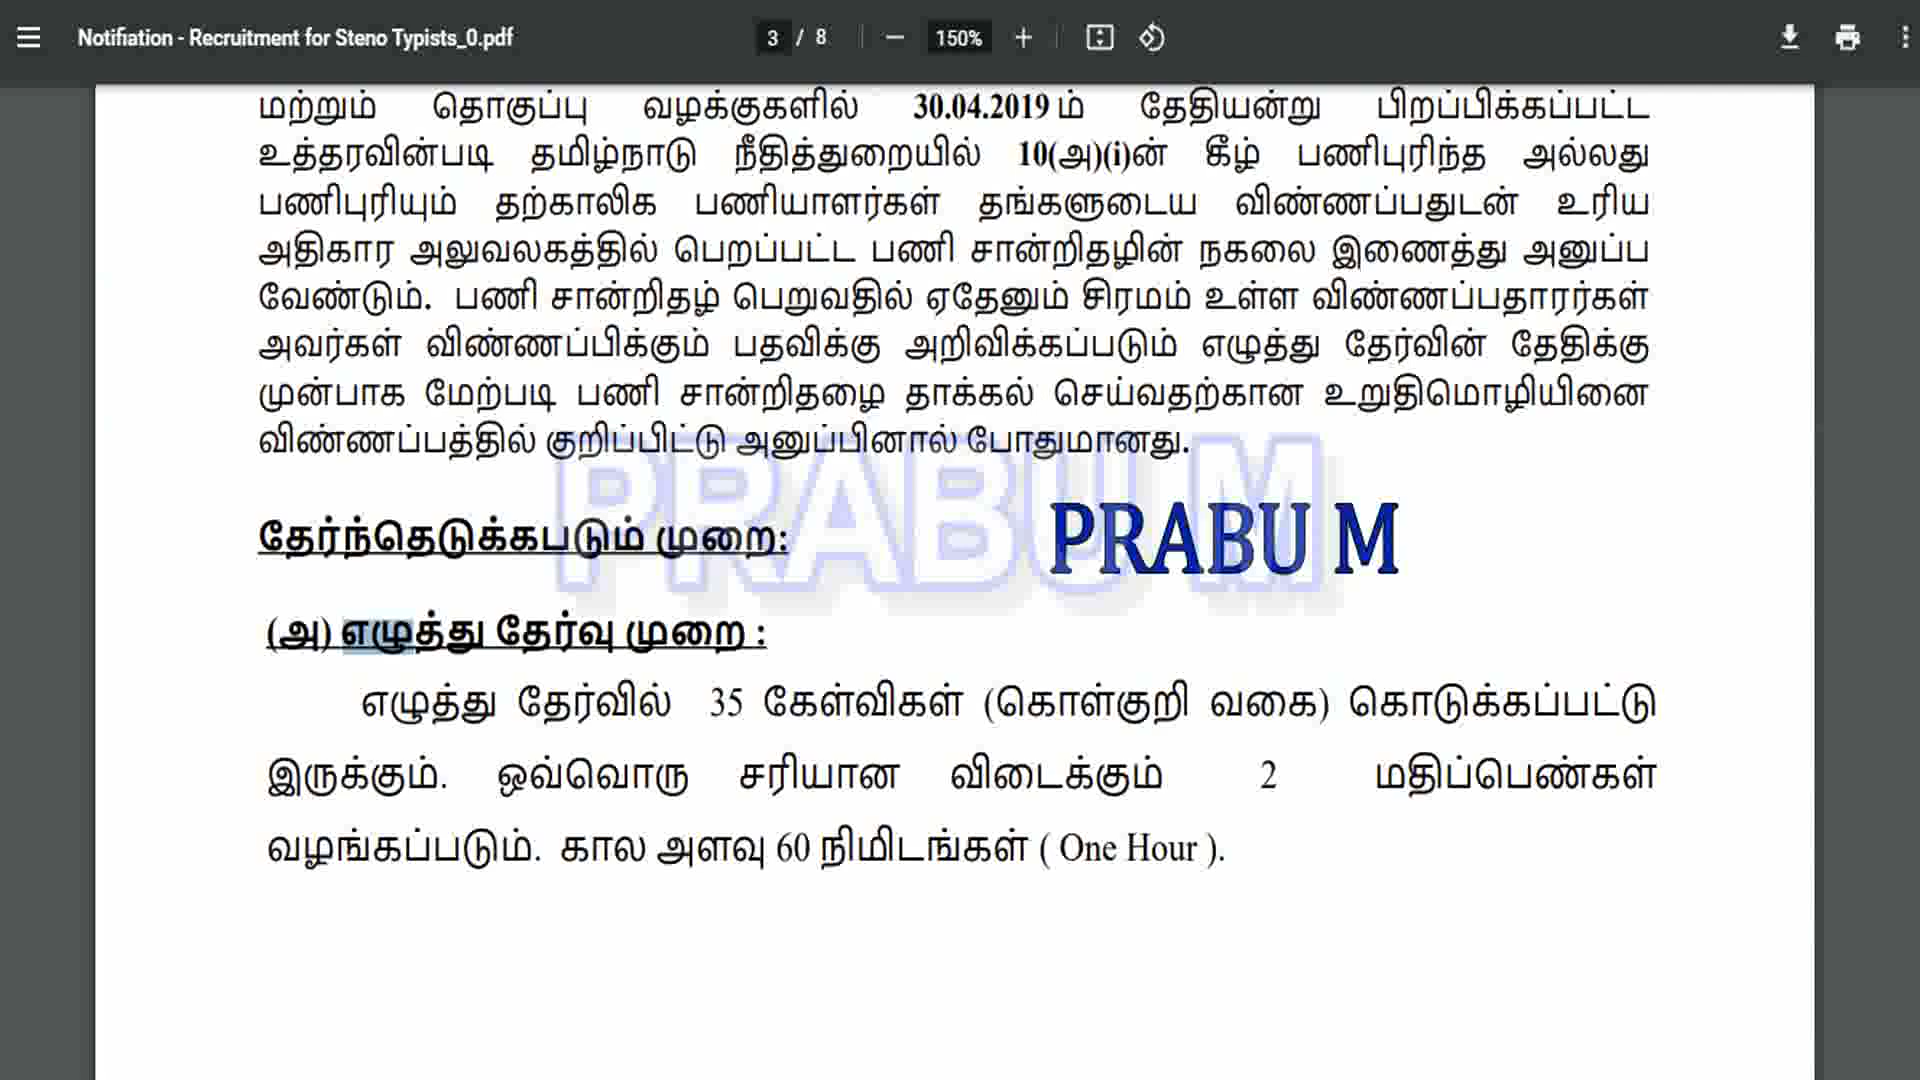 Notifiation - Recruitment for Steno Typists_0.pdf
3 / 8
150%
மற்றும் தொகுப்பு வழக்குகளில் 30.04.2019ம் தேதியன்று பிறப்பிக்கப்பட்ட
உத்தரவின்படி தமிழ்நாடு நீதித்துறையில் 10(அ)(i)ன் கீழ் பணிபுரிந்த அல்லது
பணிபுரியும் தற்காலிக பணியாளர்கள் தங்களுடைய விண்ணப்பதுடன் உரிய
அதிகார அலுவலகத்தில் பெறப்பட்ட பணி சான்றிதழின் நகலை இணைத்து அனுப்ப
வேண்டும். பணி சான்றிதழ் பெறுவதில் ஏதேனும் சிரமம் உள்ள விண்ணப்பதாரர்கள்
அவர்கள் விண்ணப்பிக்கும் பதவிக்கு அறிவிக்கப்படும் எழுத்து தேர்வின் தேதிக்கு
முன்பாக மேற்படி பணி சான்றிதழை தாக்கல் செய்வதற்கான உறுதிமொழியினை
விண்ணப்பத்தில் குறிப்பிட்டு அனுப்பினால் போதுமானது.
PRABU M
தேர்ந்தெடுக்கபடும் முறை:
PRABU M
(அ) எழுத்து தேர்வு முறை :
எழுத்து தேர்வில் 35 கேள்விகள் (கொள்குறி வகை) கொடுக்கப்பட்டு
இருக்கும். ஒவ்வொரு சரியான விடைக்கும் 2 மதிப்பெண்கள்
வழங்கப்படும். கால அளவு 60 நிமிடங்கள் ( One Hour ).